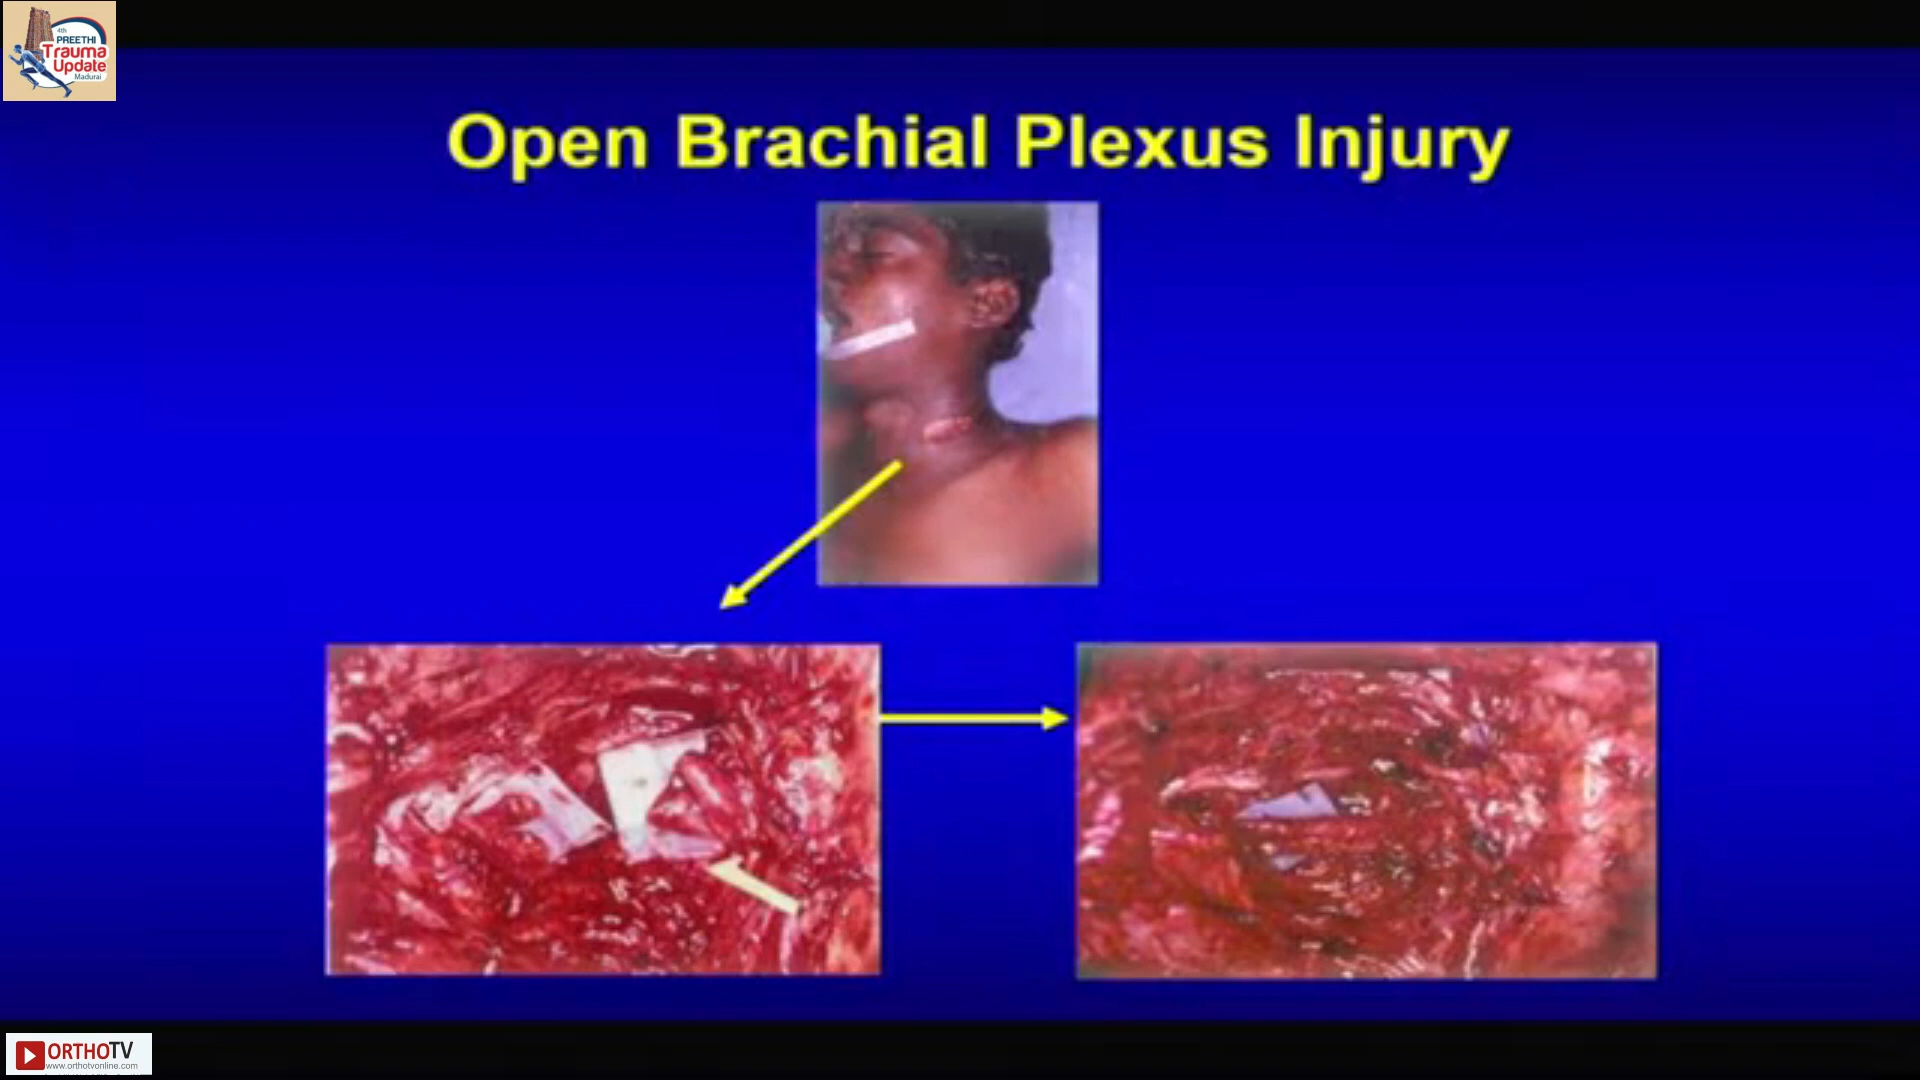 4th
PREETHI
Trauma
Update
Madurai
Open Brachial Plexus Injury
ORTHOTV
www.orthotvonline.com